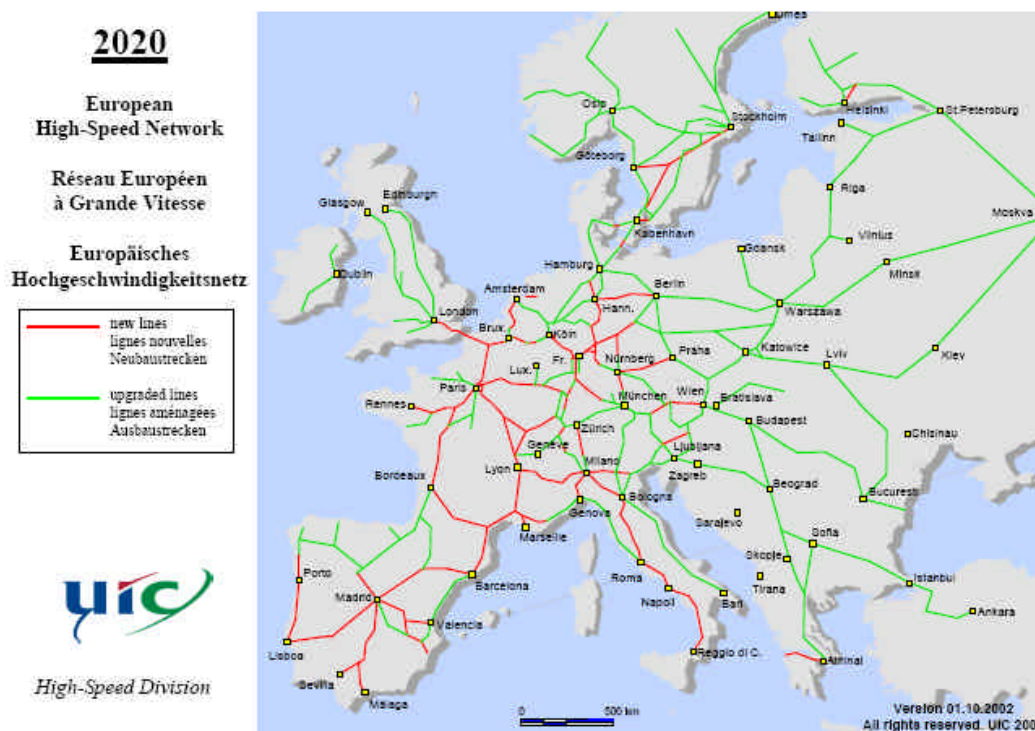 2020
European
High-Speed Network
Réseau Européen
à Grande Vitesse
Europäisches
Hochgeschwindigkeitsnetz
new lines
lignes nouvelles
Neubaustrecken
upgraded lines
lignes aménagées
Ausbaustrecken
uic
High-Speed Division
Oslo
Stockholm
Helsinki
St.Petersburg
Tallinn
Göteborg
Riga
Moskva
Glasgow
Edinburgh
København
Vilnius
Gdansk
Minsk
Dublin
Hamburg
Amsterdam
Berlin
Hann.
Warszawa
London
Brux.
Köln
Fr.
Nürnberg
Praha
Katowice
Lviv
Kiev
Lux.
Paris
Rennes
München
Wien
Bratislava
Budapest
Zürich
Genève
Ljubljana
Zagreb
Chisinau
Lyon
Milano
Bordeaux
Genova
Bologna
Beograd
Bucuresti
Marseille
Sarajevo
Sofia
Skopje
Porto
Barcelona
Roma
Tirana
Istanbul
Madrid
Napoli
Bari
Ankara
Valencia
Lisboa
Reggio di C.
Athinai
Sevilla
Malaga
0 500 km
Version 01.10.2002
All rights reserved. UIC 200